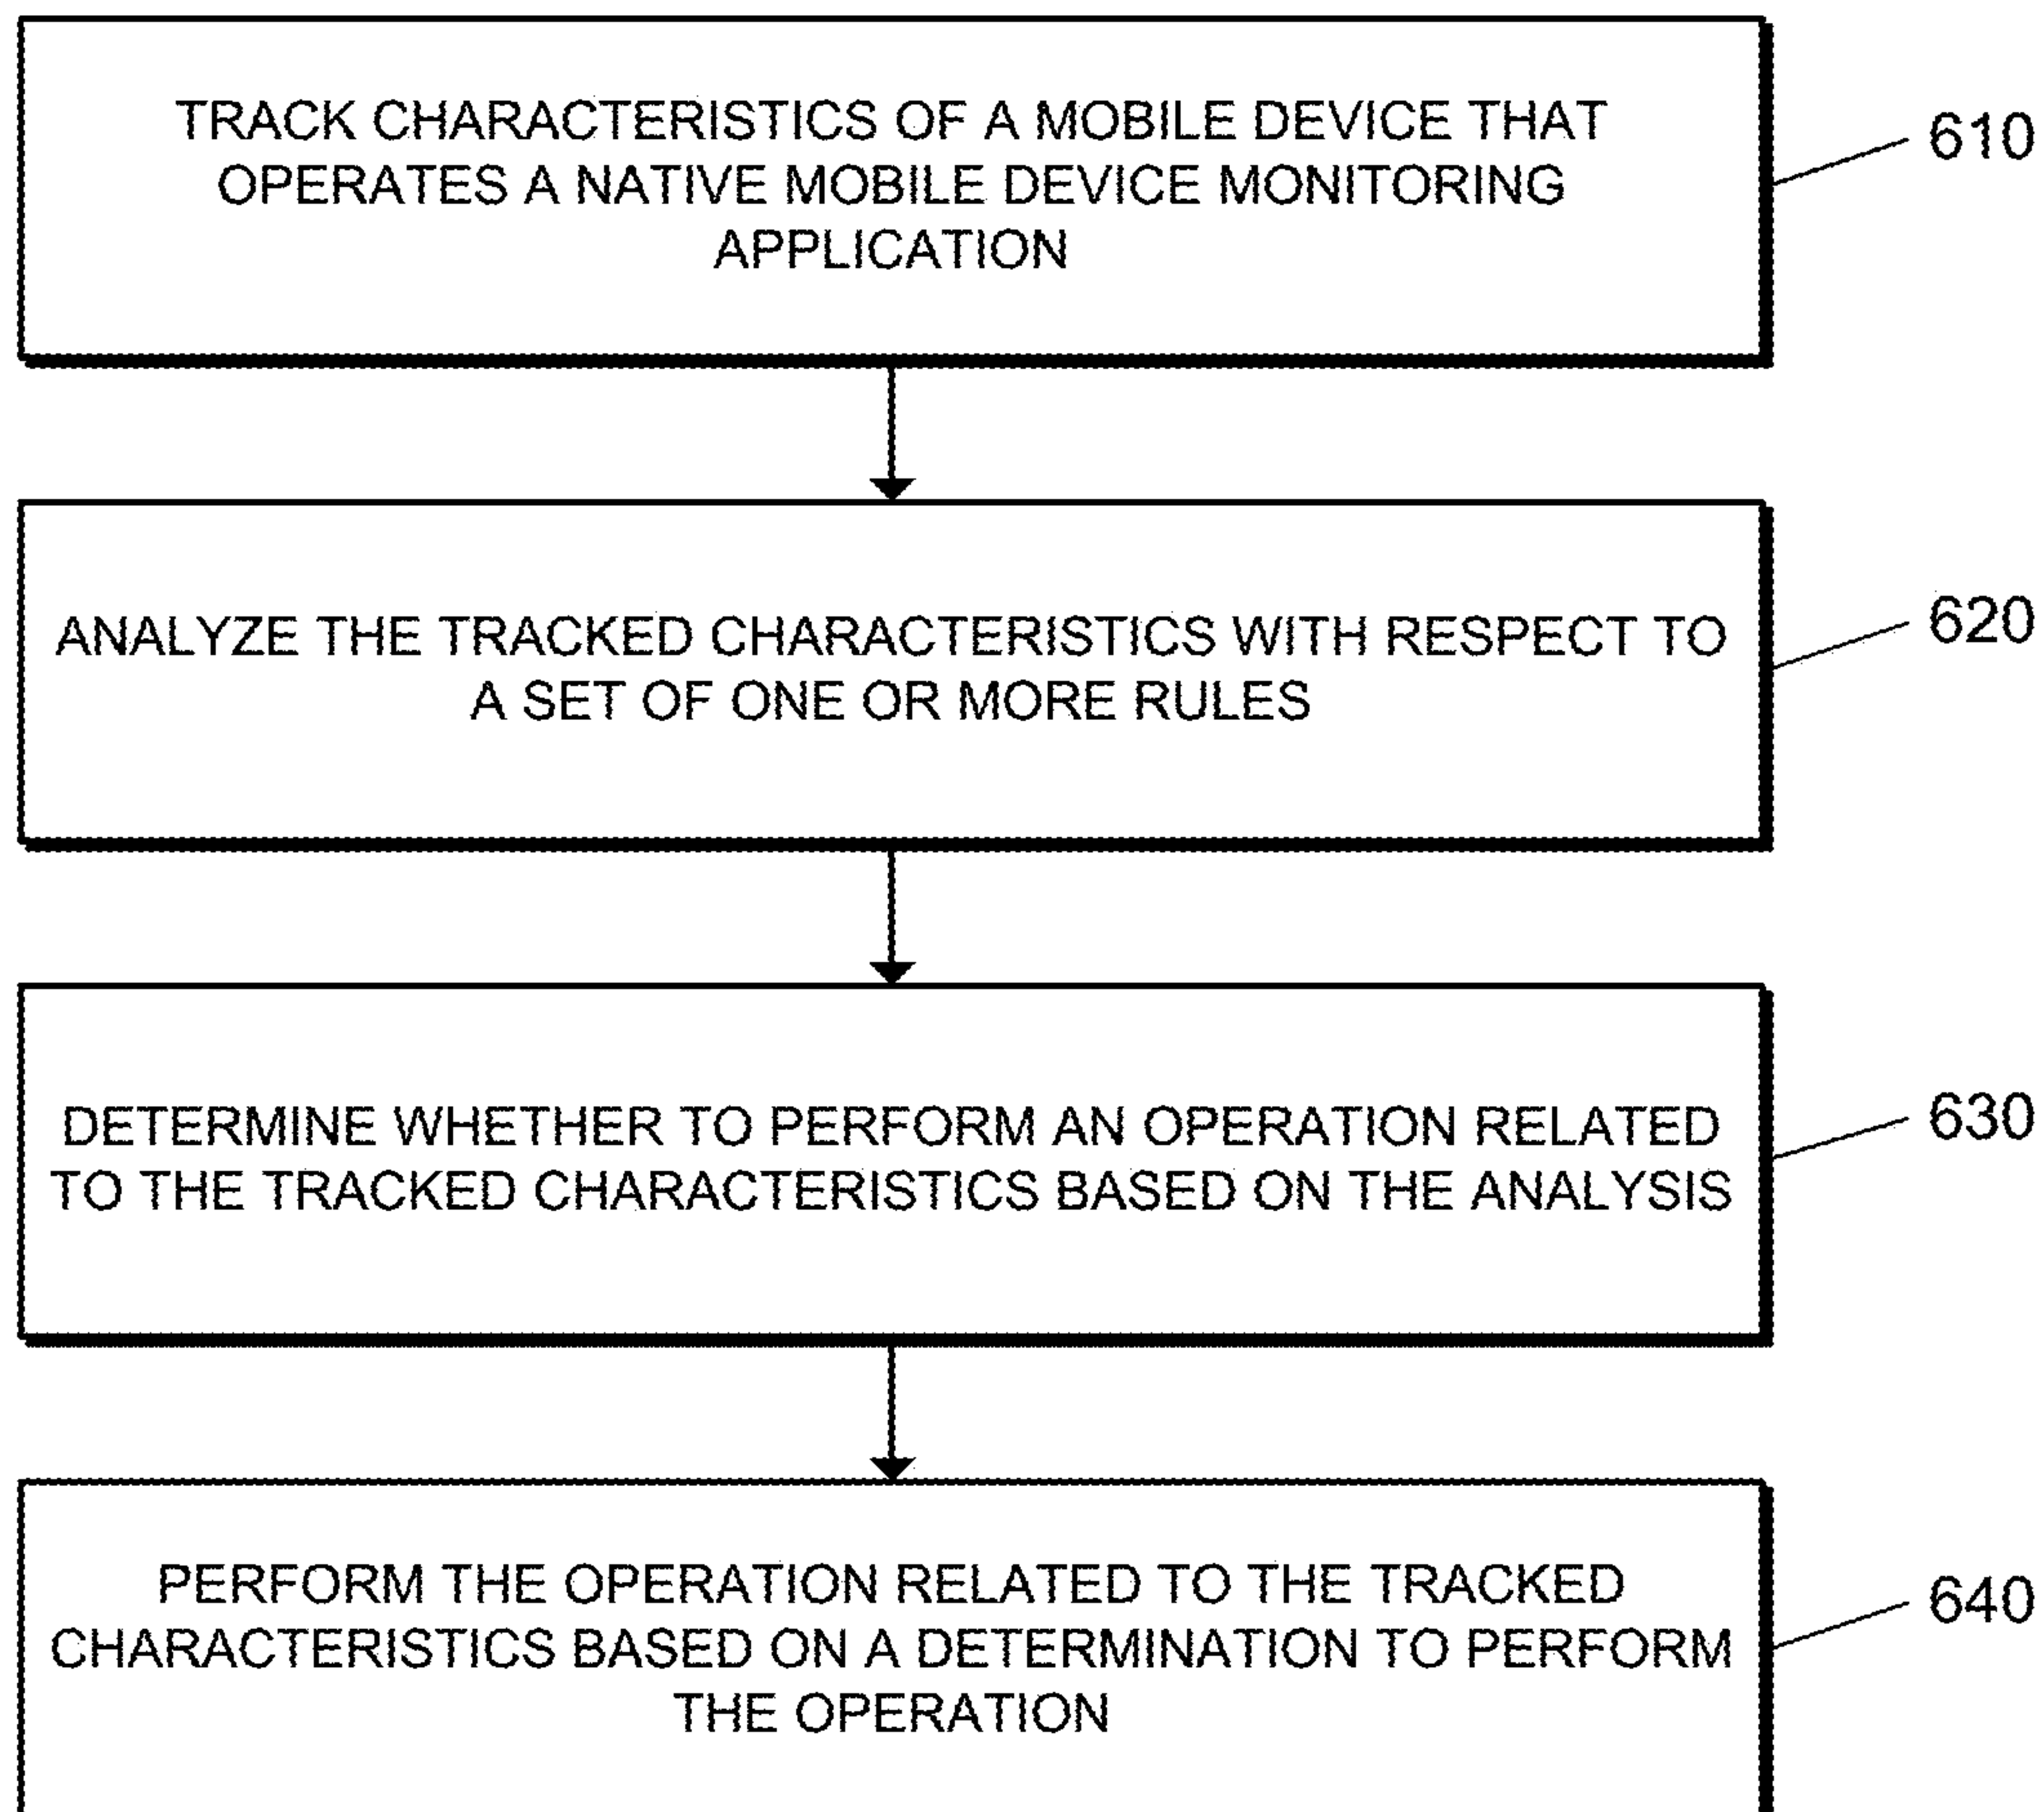 TRACK CHARACTERISTICS OF A MOBILE DEVICE THAT
OPERATES A NATIVE MOBILE DEVICE MONITORING
APPLICATION
610
ANALYZE THE TRACKED CHARACTERISTICS WITH RESPECT TO
A SET OF ONE OR MORE RULES
620
DETERMINE WHETHER TO PERFORM AN OPERATION RELATED
TO THE TRACKED CHARACTERISTICS BASED ON THE ANALYSIS
630
PERFORM THE OPERATION RELATED TO THE TRACKED
CHARACTERISTICS BASED ON A DETERMINATION TO PERFORM
THE OPERATION
640